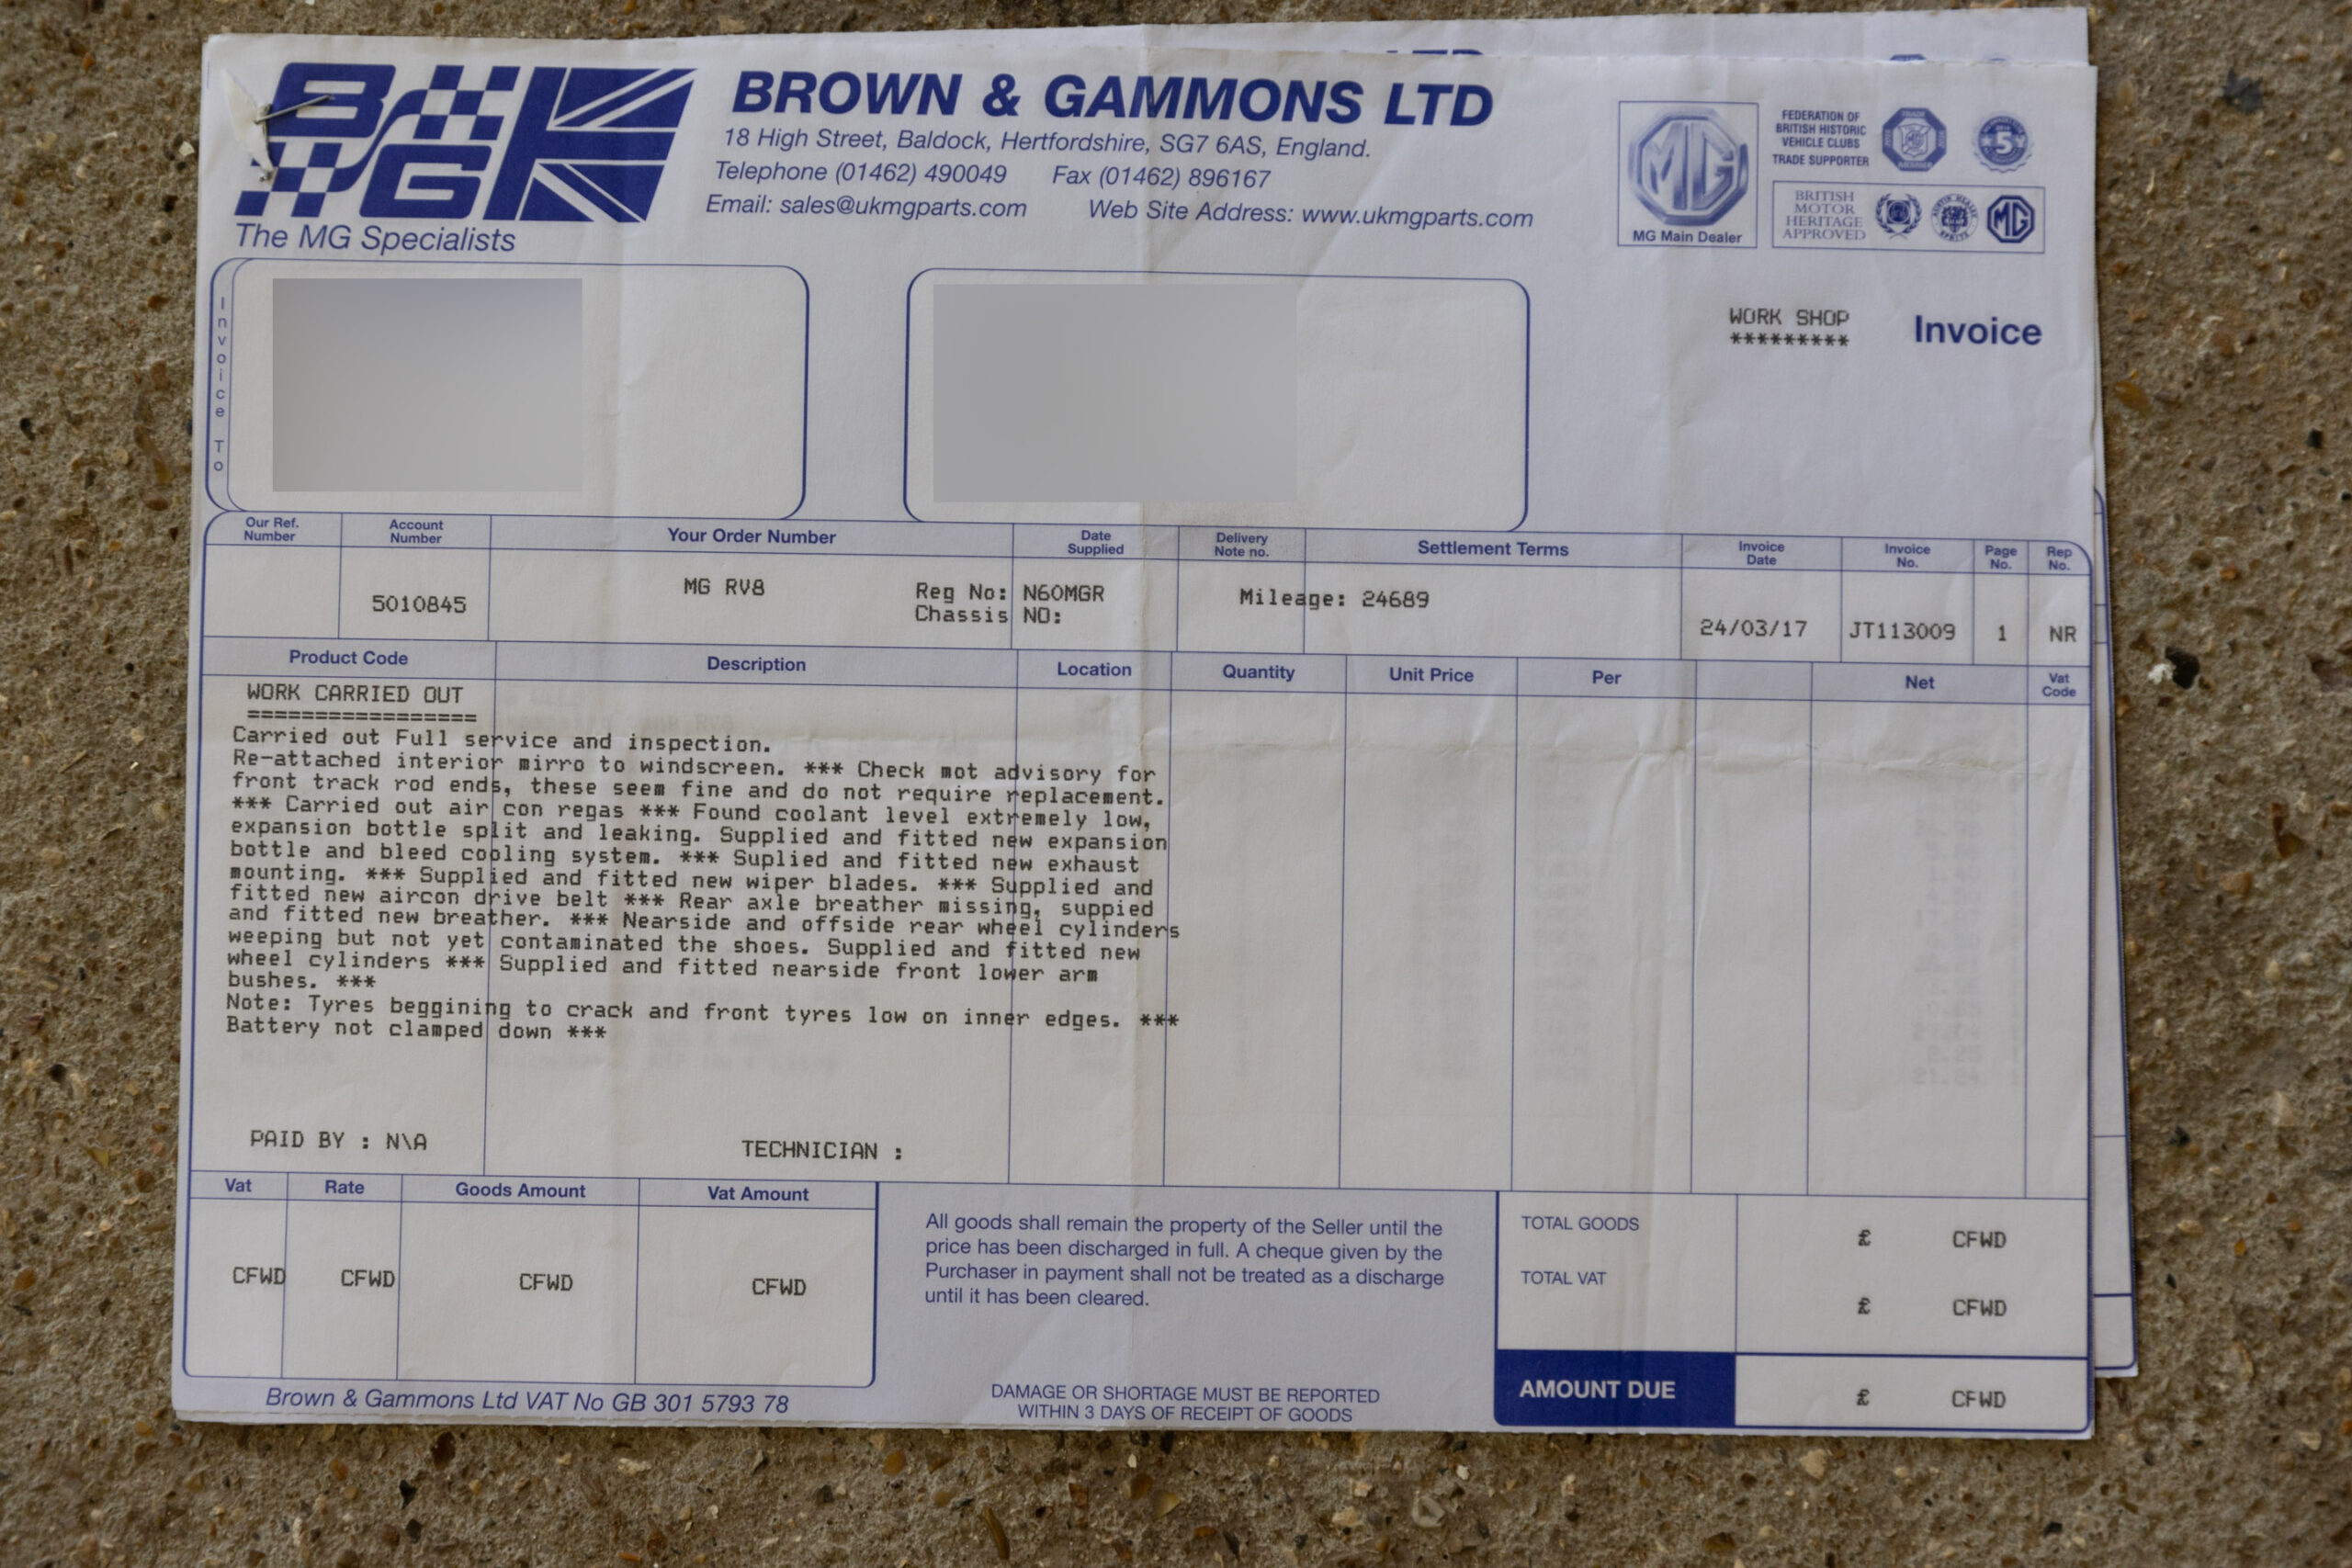 BG
BROWN & GAMMONS LTD
18 High Street, Baldock, Hertfordshire, SG7 6AS, England.
Telephone (01462) 490049 Fax (01462) 896167
Email: sales@ukmgparts.com Web Site Address: www.ukmgparts.com
The MG Specialists
MG
MG Main Dealer
FEDERATION OF
BRITISH HISTORIC
VEHICLE CLUBS
TRADE SUPPORTER
5
BRITISH
MOTOR
HERITAGE
APPROVED
MG
Invoice To
WORK SHOP
*********
Invoice
Our Ref. Number
Account Number
Your Order Number
Date Supplied
Delivery Note no.
Settlement Terms
Invoice Date
Invoice No.
Page No.
Rep No.
5010845
MG RV8
Reg No: N60MGR
Chassis NO:
Mileage: 24689
24/03/17
JT113009
1
NR
Product Code
Description
Location
Quantity
Unit Price
Per
Net
Vat Code
WORK CARRIED OUT
=================
Carried out Full service and inspection.
Re-attached interior mirro to windscreen. *** Check mot advisory for
front track rod ends, these seem fine and do not require replacement.
*** Carried out air con regas *** Found coolant level extremely low,
expansion bottle split and leaking. Supplied and fitted new expansion
bottle and bleed cooling system. *** Suplied and fitted new exhaust
mounting. *** Supplied and fitted new wiper blades. *** Supplied and
fitted new aircon drive belt *** Rear axle breather missing, suppied
and fitted new breather. *** Nearside and offside rear wheel cylinders
weeping but not yet contaminated the shoes. Supplied and fitted new
wheel cylinders *** Supplied and fitted nearside front lower arm
bushes. ***
Note: Tyres beggining to crack and front tyres low on inner edges. ***
Battery not clamped down ***
PAID BY : N\A
TECHNICIAN :
Vat
Rate
Goods Amount
Vat Amount
CFWD
CFWD
CFWD
CFWD
All goods shall remain the property of the Seller until the
price has been discharged in full. A cheque given by the
Purchaser in payment shall not be treated as a discharge
until it has been cleared.
DAMAGE OR SHORTAGE MUST BE REPORTED
WITHIN 3 DAYS OF RECEIPT OF GOODS
TOTAL GOODS £ CFWD
TOTAL VAT £ CFWD
AMOUNT DUE £ CFWD
Brown & Gammons Ltd VAT No GB 301 5793 78